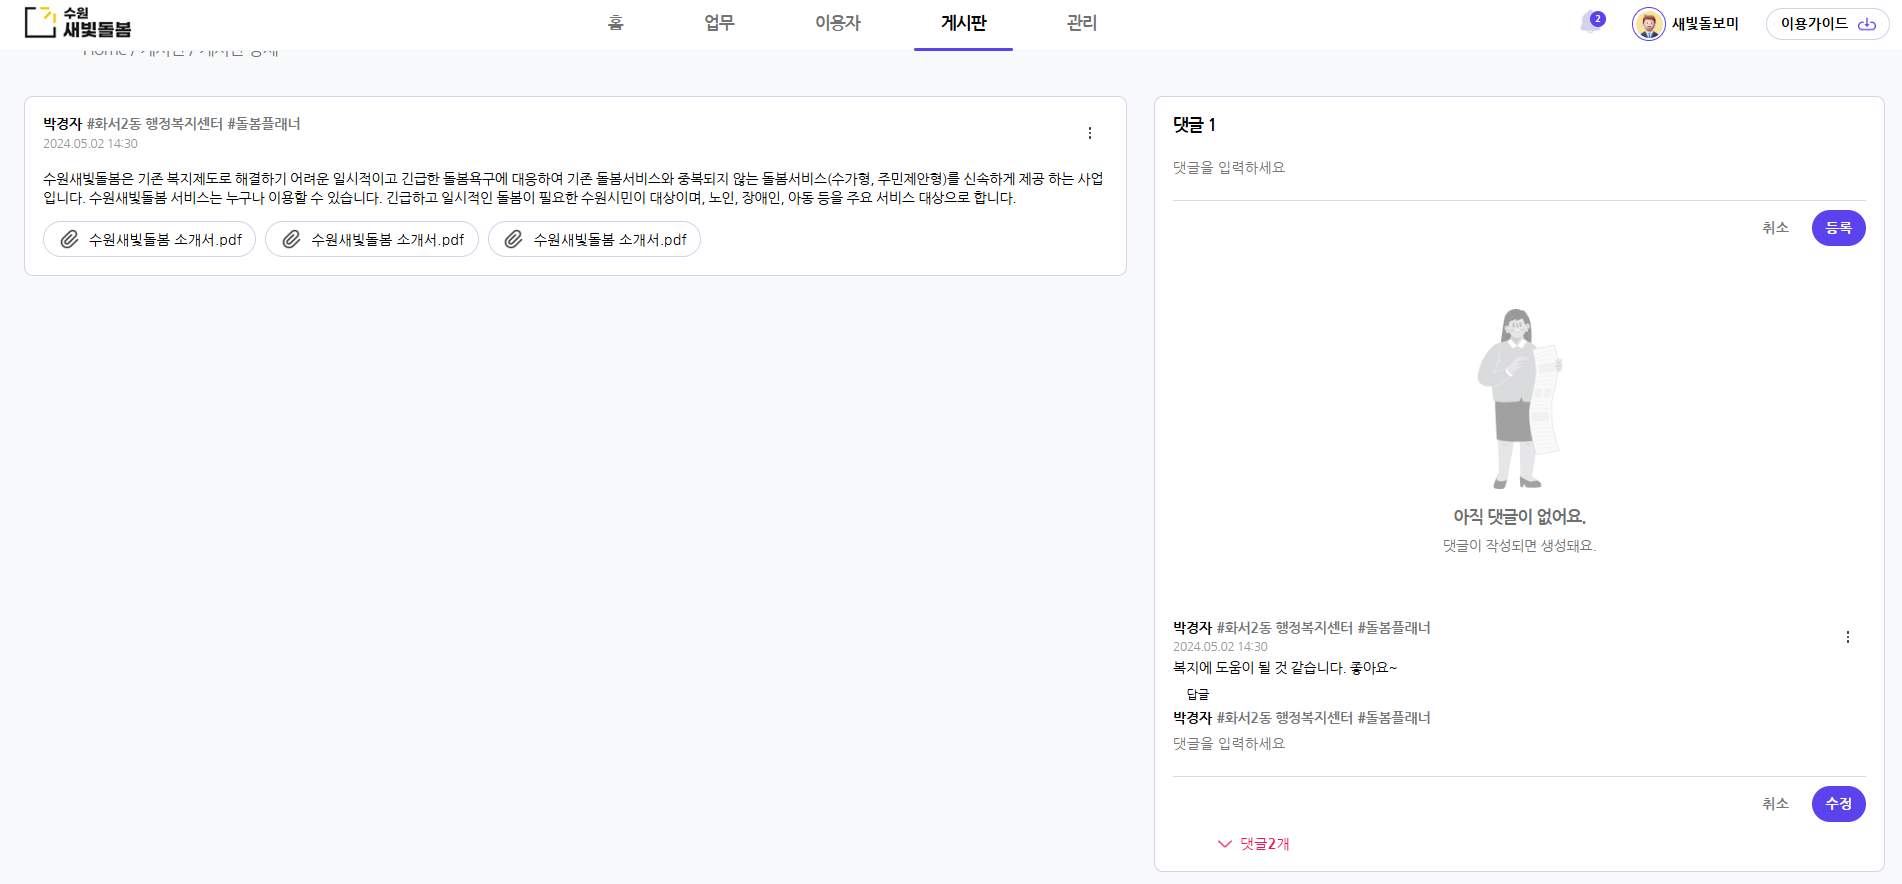 수원
새빛돌봄
홈
업무
이용자
게시판
관리
2
새빛돌보미
이용가이드
Home / 게시판 / 게시판 상세
박경자 #화서2동 행정복지센터 #돌봄플래너
2024.05.02 14:30
수원새빛돌봄은 기존 복지제도로 해결하기 어려운 일시적이고 긴급한 돌봄욕구에 대응하여 기존 돌봄서비스와 중복되지 않는 돌봄서비스(수가형, 주민제안형)를 신속하게 제공 하는 사업
입니다. 수원새빛돌봄 서비스는 누구나 이용할 수 있습니다. 긴급하고 일시적인 돌봄이 필요한 수원시민이 대상이며, 노인, 장애인, 아동 등을 주요 서비스 대상으로 합니다.
수원새빛돌봄 소개서.pdf
수원새빛돌봄 소개서.pdf
수원새빛돌봄 소개서.pdf
댓글 1
댓글을 입력하세요
취소
등록
아직 댓글이 없어요.
댓글이 작성되면 생성돼요.
박경자 #화서2동 행정복지센터 #돌봄플래너
2024.05.02 14:30
복지에 도움이 될 것 같습니다. 좋아요~
답글
박경자 #화서2동 행정복지센터 #돌봄플래너
댓글을 입력하세요
취소
수정
댓글2개